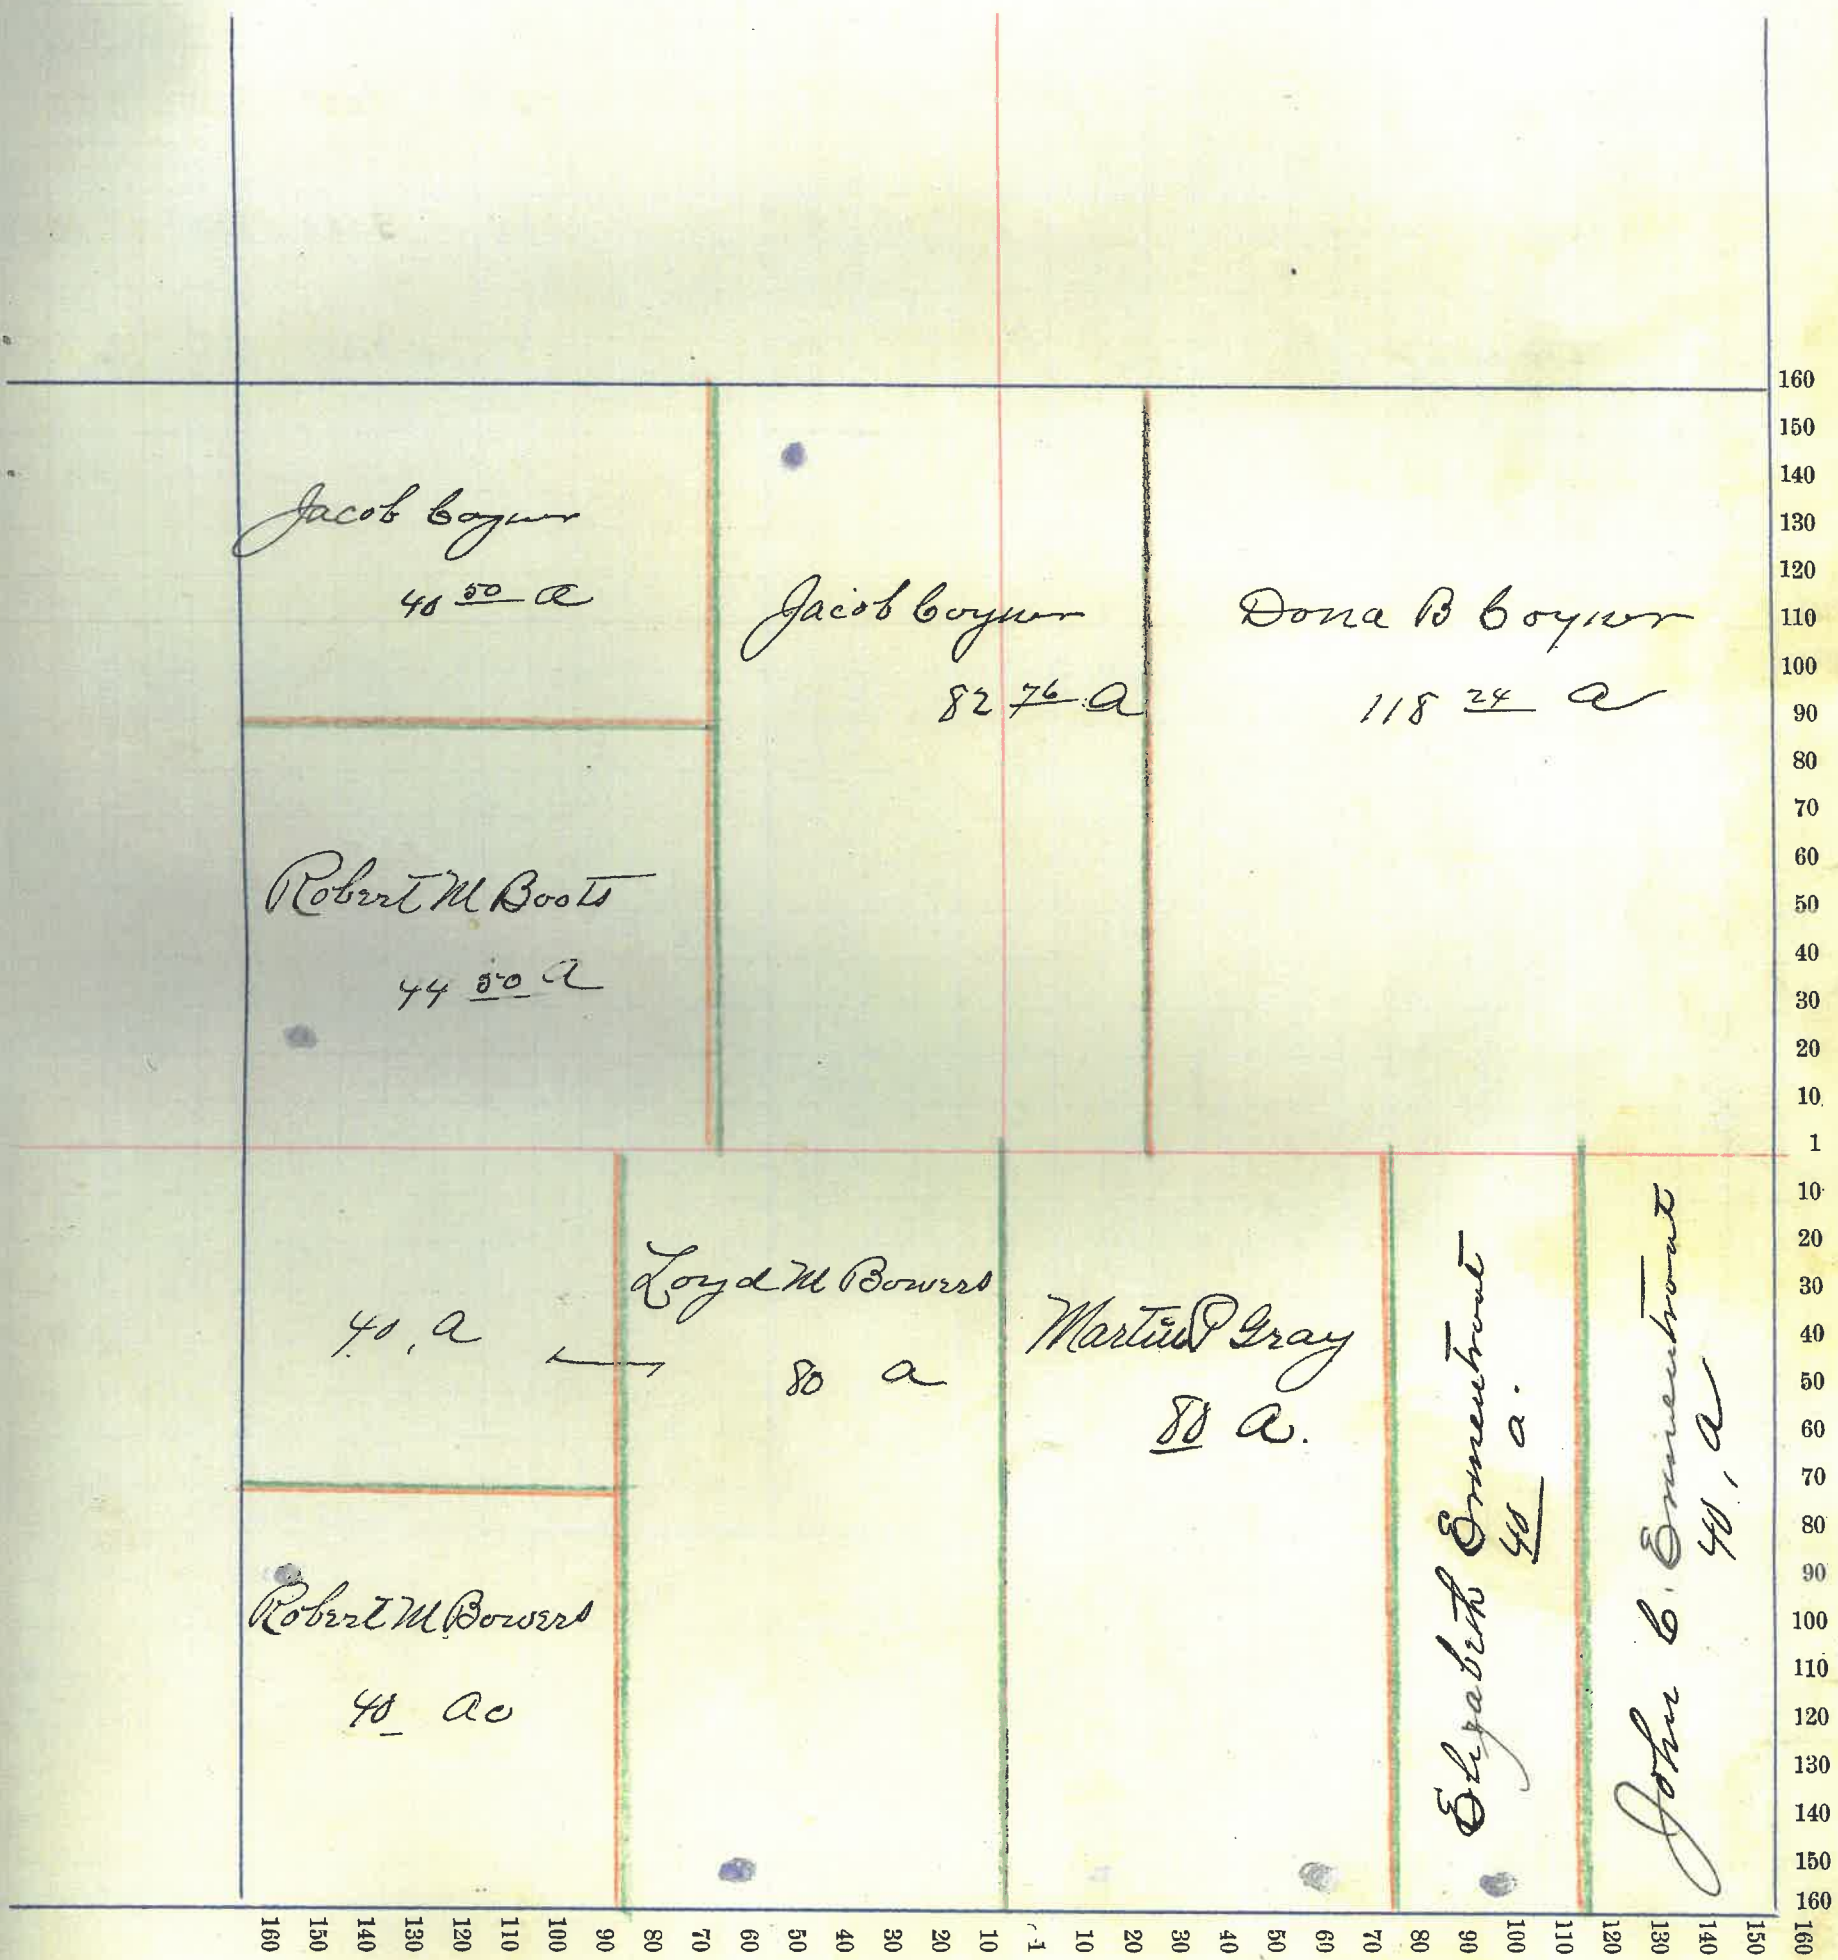 Jacob Coyner
40 50 A
Jacob Coyner
82 76 A
Dona B Coyner
118 24 A
Robert M Boots
44 50 A
40, A
Loyd M Bowers
80 A
Martin P Gray
80 A.
Elizabeth Ermentrout
40 a.
John C. Ermentrout
40, A
Robert M Bowers
40 Ac
160
150
140
130
120
110
100
90
80
70
60
50
40
30
20
10
1
10
20
30
40
50
60
70
80
90
100
110
120
130
140
150
160
160 150 140 130 120 110 100 90 80 70 60 50 40 30 20 10 1 10 20 30 40 50 60 70 80 90 100 110 120 130 140 150 160